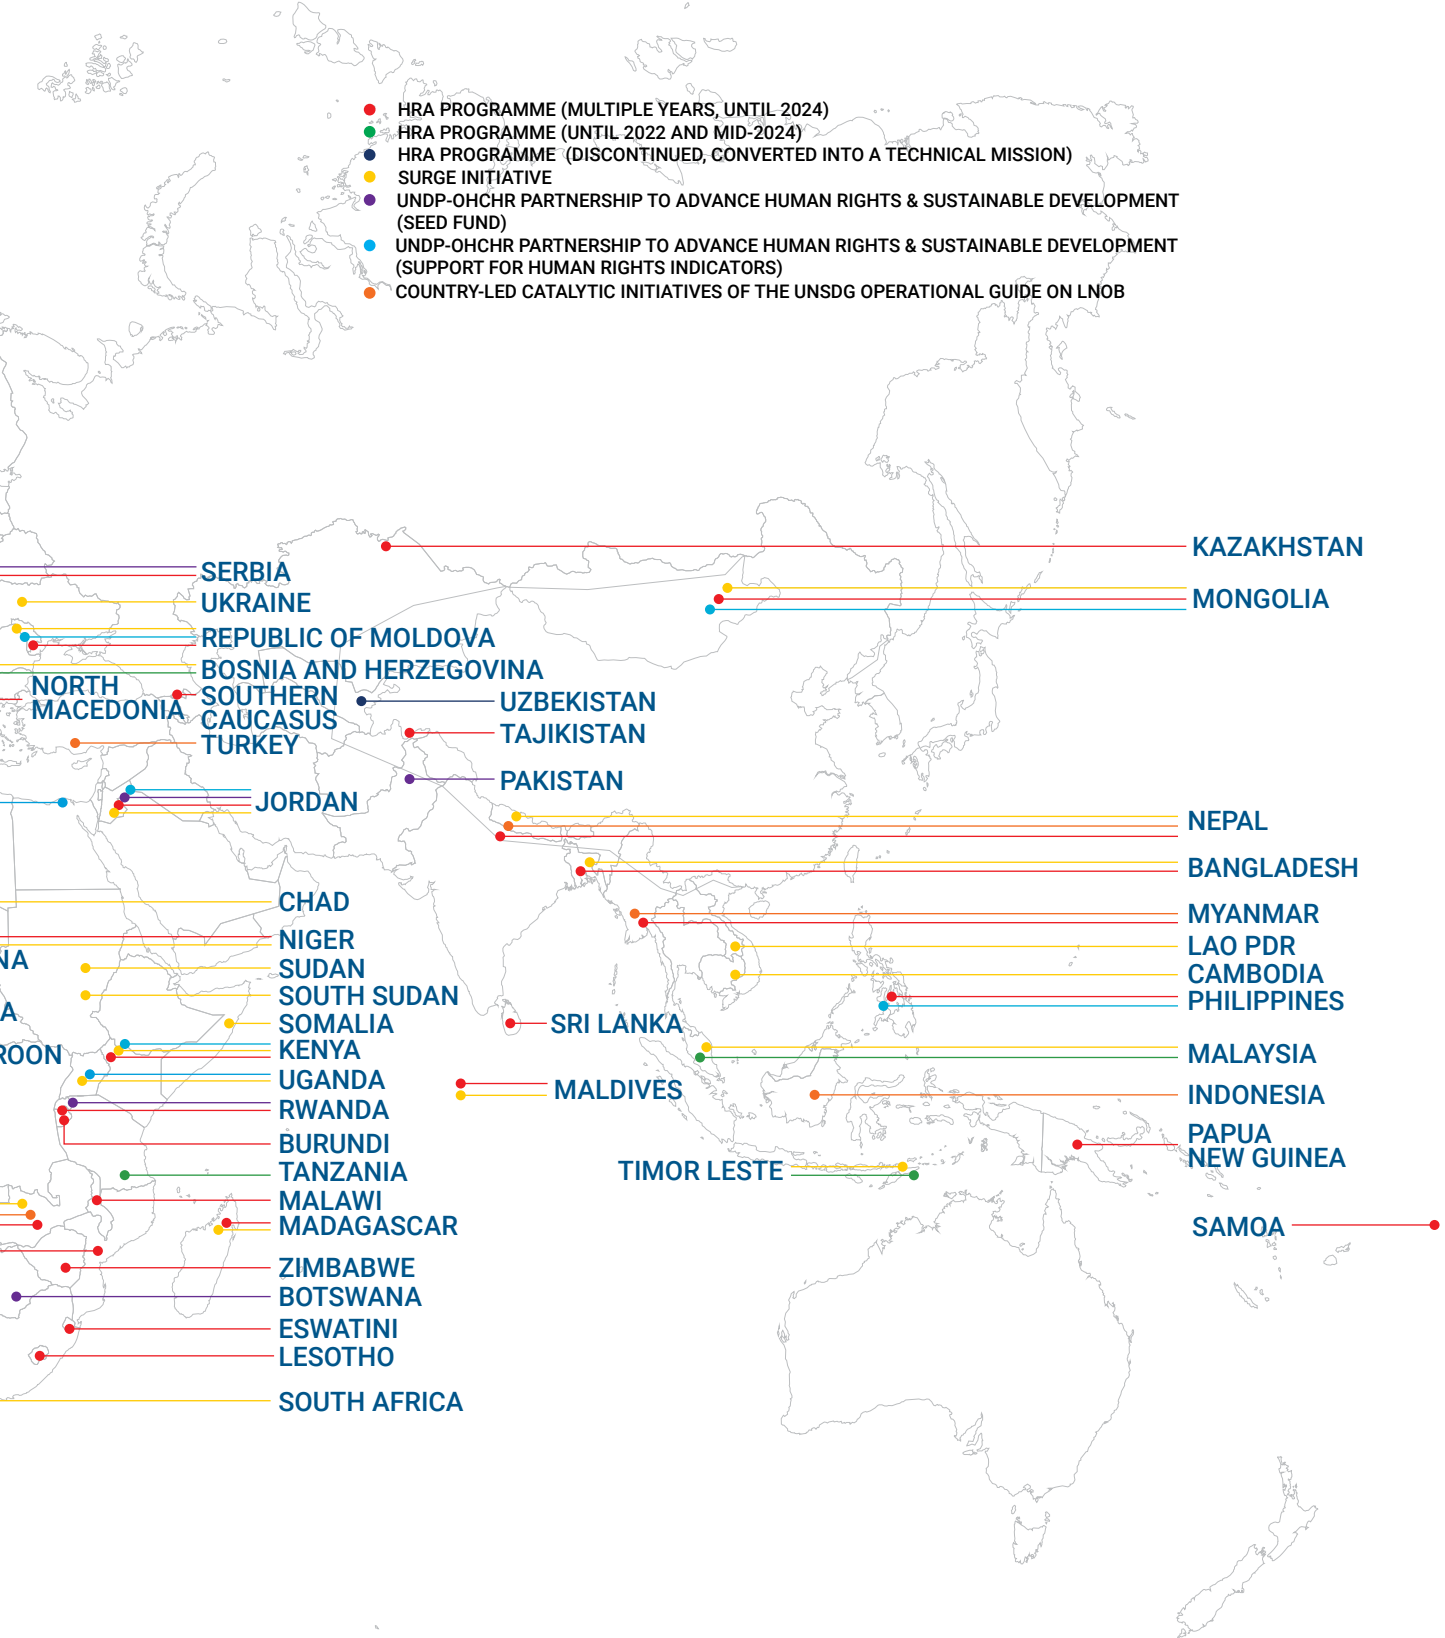 HRA PROGRAMME (MULTIPLE YEARS, UNTIL 2024)
HRA PROGRAMME (UNTIL 2022 AND MID-2024)
HRA PROGRAMME (DISCONTINUED, CONVERTED INTO A TECHNICAL MISSION)
SURGE INITIATIVE
UNDP-OHCHR PARTNERSHIP TO ADVANCE HUMAN RIGHTS & SUSTAINABLE DEVELOPMENT
(SEED FUND)
UNDP-OHCHR PARTNERSHIP TO ADVANCE HUMAN RIGHTS & SUSTAINABLE DEVELOPMENT
(SUPPORT FOR HUMAN RIGHTS INDICATORS)
COUNTRY-LED CATALYTIC INITIATIVES OF THE UNSDG OPERATIONAL GUIDE ON LNOB
SERBIA
UKRAINE
REPUBLIC OF MOLDOVA
BOSNIA AND HERZEGOVINA
NORTH
MACEDONIA
SOUTHERN
CAUCASUS
TURKEY
JORDAN
UZBEKISTAN
TAJIKISTAN
PAKISTAN
KAZAKHSTAN
MONGOLIA
NEPAL
BANGLADESH
MYANMAR
LAO PDR
CAMBODIA
PHILIPPINES
MALAYSIA
INDONESIA
PAPUA
NEW GUINEA
SAMOA
CHAD
NIGER
NA
SUDAN
SOUTH SUDAN
A
SOMALIA
ROON
KENYA
UGANDA
RWANDA
BURUNDI
TANZANIA
MALAWI
MADAGASCAR
ZIMBABWE
BOTSWANA
ESWATINI
LESOTHO
SOUTH AFRICA
SRI LANKA
MALDIVES
TIMOR LESTE